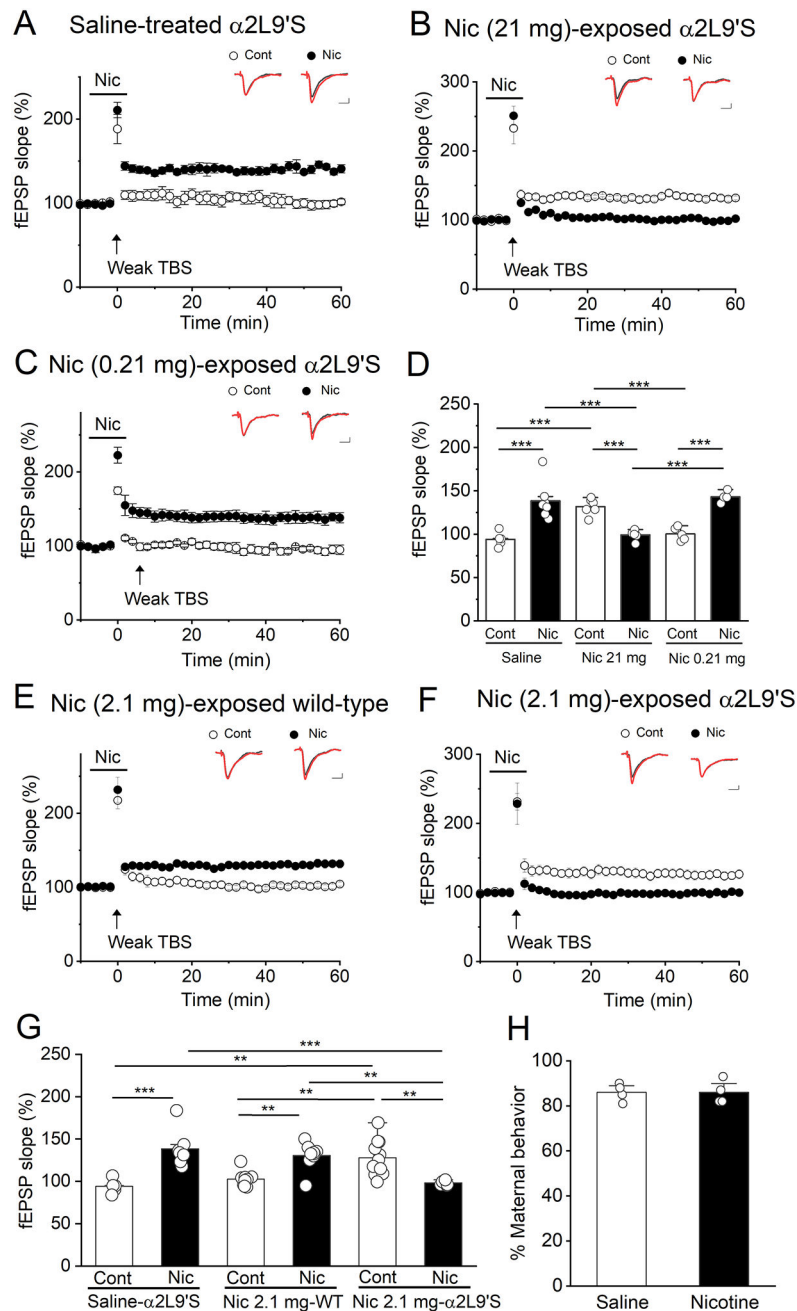 A Saline-treated α2L9'S
Cont Nic
Nic
fEPSP slope (%)
200
100
0
Weak TBS
0 20 40 60
Time (min)
B Nic (21 mg)-exposed α2L9'S
Cont Nic
Nic
fEPSP slope (%)
300
200
100
0
Weak TBS
0 20 40 60
Time (min)
C Nic (0.21 mg)-exposed α2L9'S
Cont Nic
Nic
fEPSP slope (%)
200
100
0
Weak TBS
0 20 40 60
Time (min)
D
fEPSP slope (%)
250
200
150
100
50
0
***
*** ***
*** *** ***
***
Cont Nic Cont Nic Cont Nic
Saline Nic 21 mg Nic 0.21 mg
E Nic (2.1 mg)-exposed wild-type
Cont Nic
Nic
fEPSP slope (%)
200
100
0
Weak TBS
0 20 40 60
Time (min)
F Nic (2.1 mg)-exposed α2L9'S
Cont Nic
Nic
fEPSP slope (%)
300
200
100
0
Weak TBS
0 20 40 60
Time (min)
G
fEPSP slope (%)
250
200
150
100
50
0
***
**
**
*** ** **
**
Cont Nic Cont Nic Cont Nic
Saline-α2L9'S Nic 2.1 mg-WT Nic 2.1 mg-α2L9'S
H
% Maternal behavior
100
80
60
40
20
0
Saline Nicotine